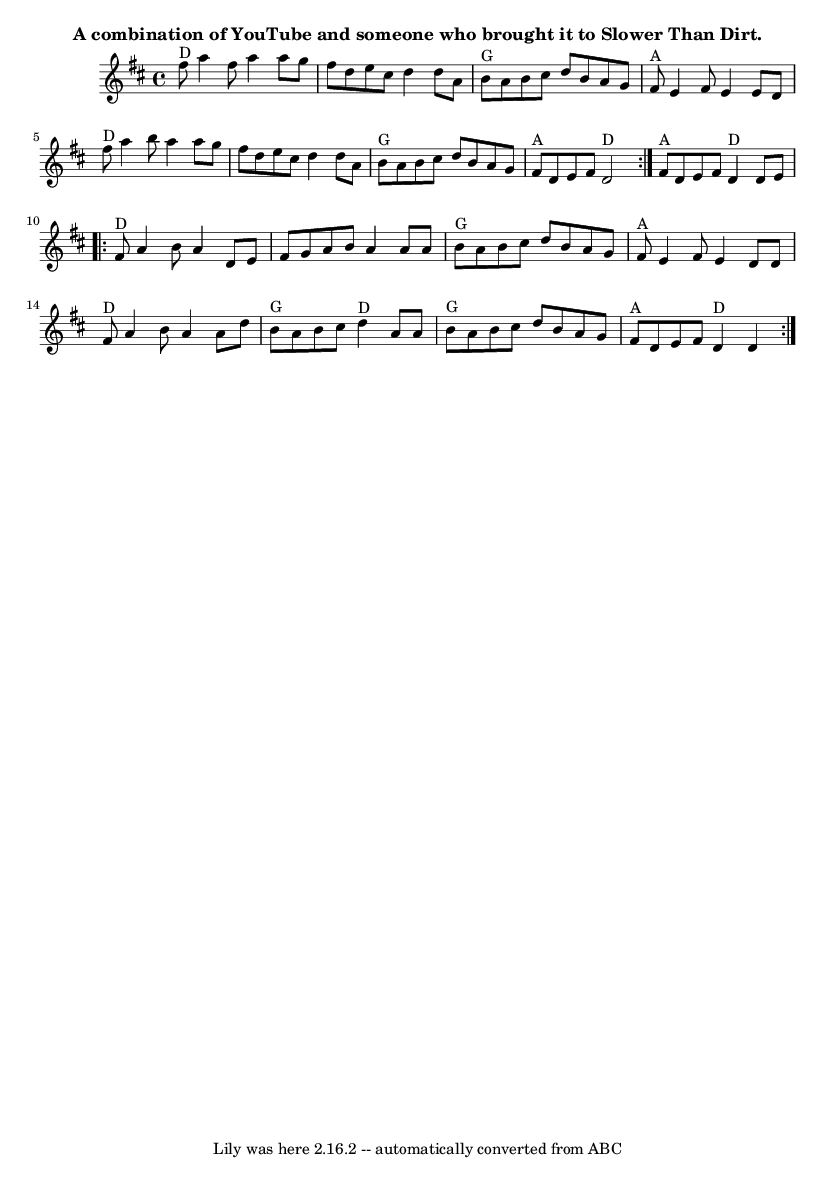 A combination of YouTube and someone who brought it to Slower Than Dirt.
D G A
5 D G A D A D
10 D G A
14 D G D G A D
Lily was here 2.16.2 -- automatically converted from ABC